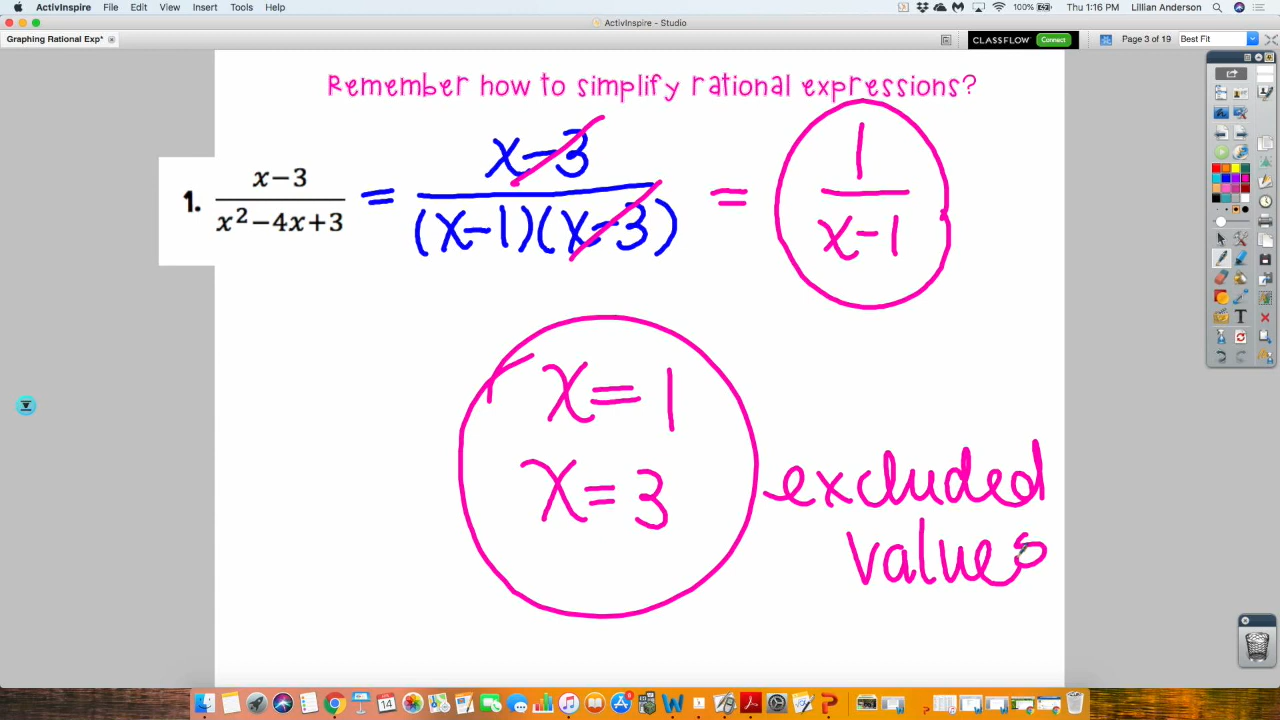 ActivInspire File Edit View Insert Tools Help 100% Thu 1:16 PM Lillian Anderson
ActivInspire - Studio
Graphing Rational Exp* CLASSFLOW Connect Page 3 of 19 Best Fit
Remember how to simplify rational expressions?
1. x−3 / x²−4x+3 = x−3 / (x−1)(x−3) = 1 / x−1
x=1
x=3
excluded
values